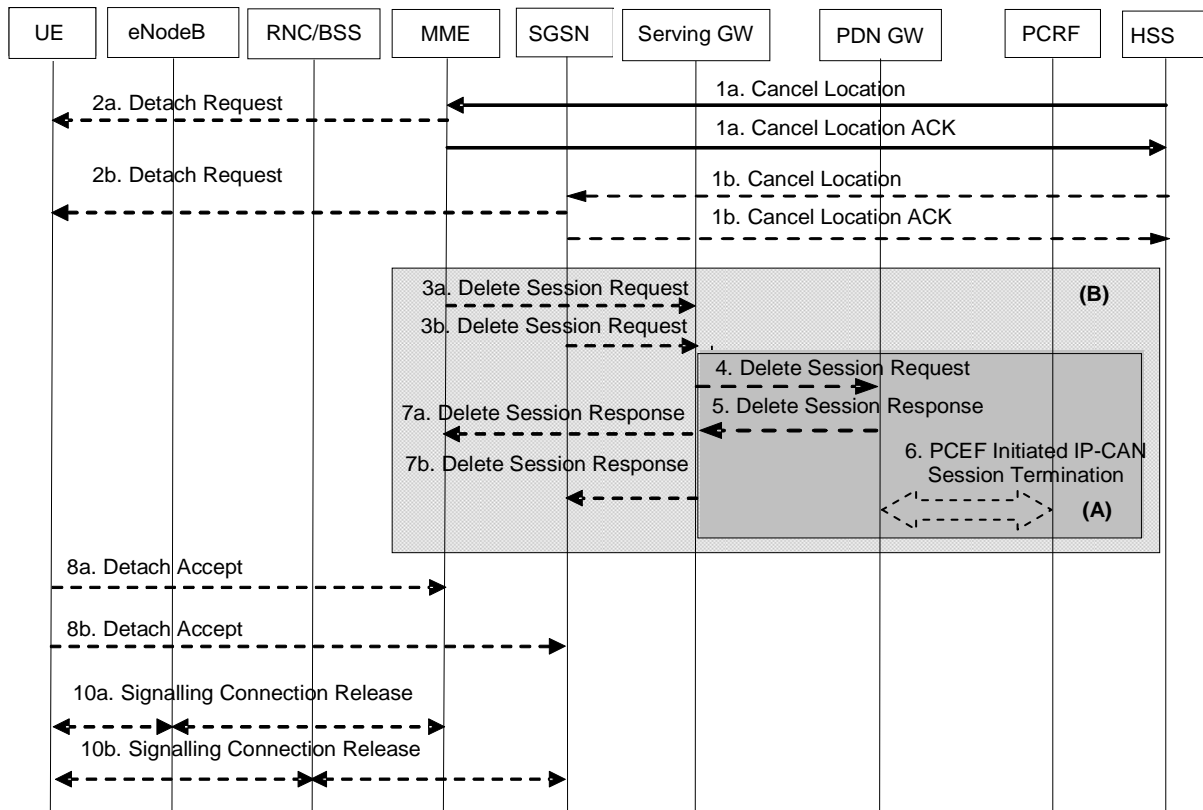 UE
eNodeB
RNC/BSS
MME
SGSN
Serving GW
PDN GW
PCRF
HSS
1a. Cancel Location
2a. Detach Request
1a. Cancel Location ACK
2b. Detach Request
1b. Cancel Location
1b. Cancel Location ACK
3a. Delete Session Request
(B)
3b. Delete Session Request
4. Delete Session Request
7a. Delete Session Response
5. Delete Session Response
7b. Delete Session Response
6. PCEF Initiated IP-CAN
Session Termination
(A)
8a. Detach Accept
8b. Detach Accept
10a. Signalling Connection Release
10b. Signalling Connection Release